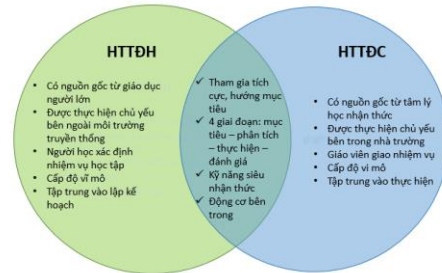 HTTĐH
• Có nguồn gốc từ giáo dục
người lớn
• Được thực hiện chủ yếu
bên ngoài môi trường
truyền thống
• Người học xác định
nhiệm vụ học tập
• Cấp độ vĩ mô
• Tập trung vào lập kế
hoạch
✓ Tham gia tích
cực, hướng mục
tiêu
✓ 4 giai đoạn: mục
tiêu – phân tích
– thực hiện –
đánh giá
✓ Kỹ năng siêu
nhận thức
✓ Động cơ bên
trong
HTTĐC
• Có nguồn gốc từ tâm lý
học nhận thức
• Được thực hiện chủ yếu
bên trong nhà trường
• Giáo viên giao nhiệm vụ
• Cấp độ vi mô
• Tập trung vào thực hiện